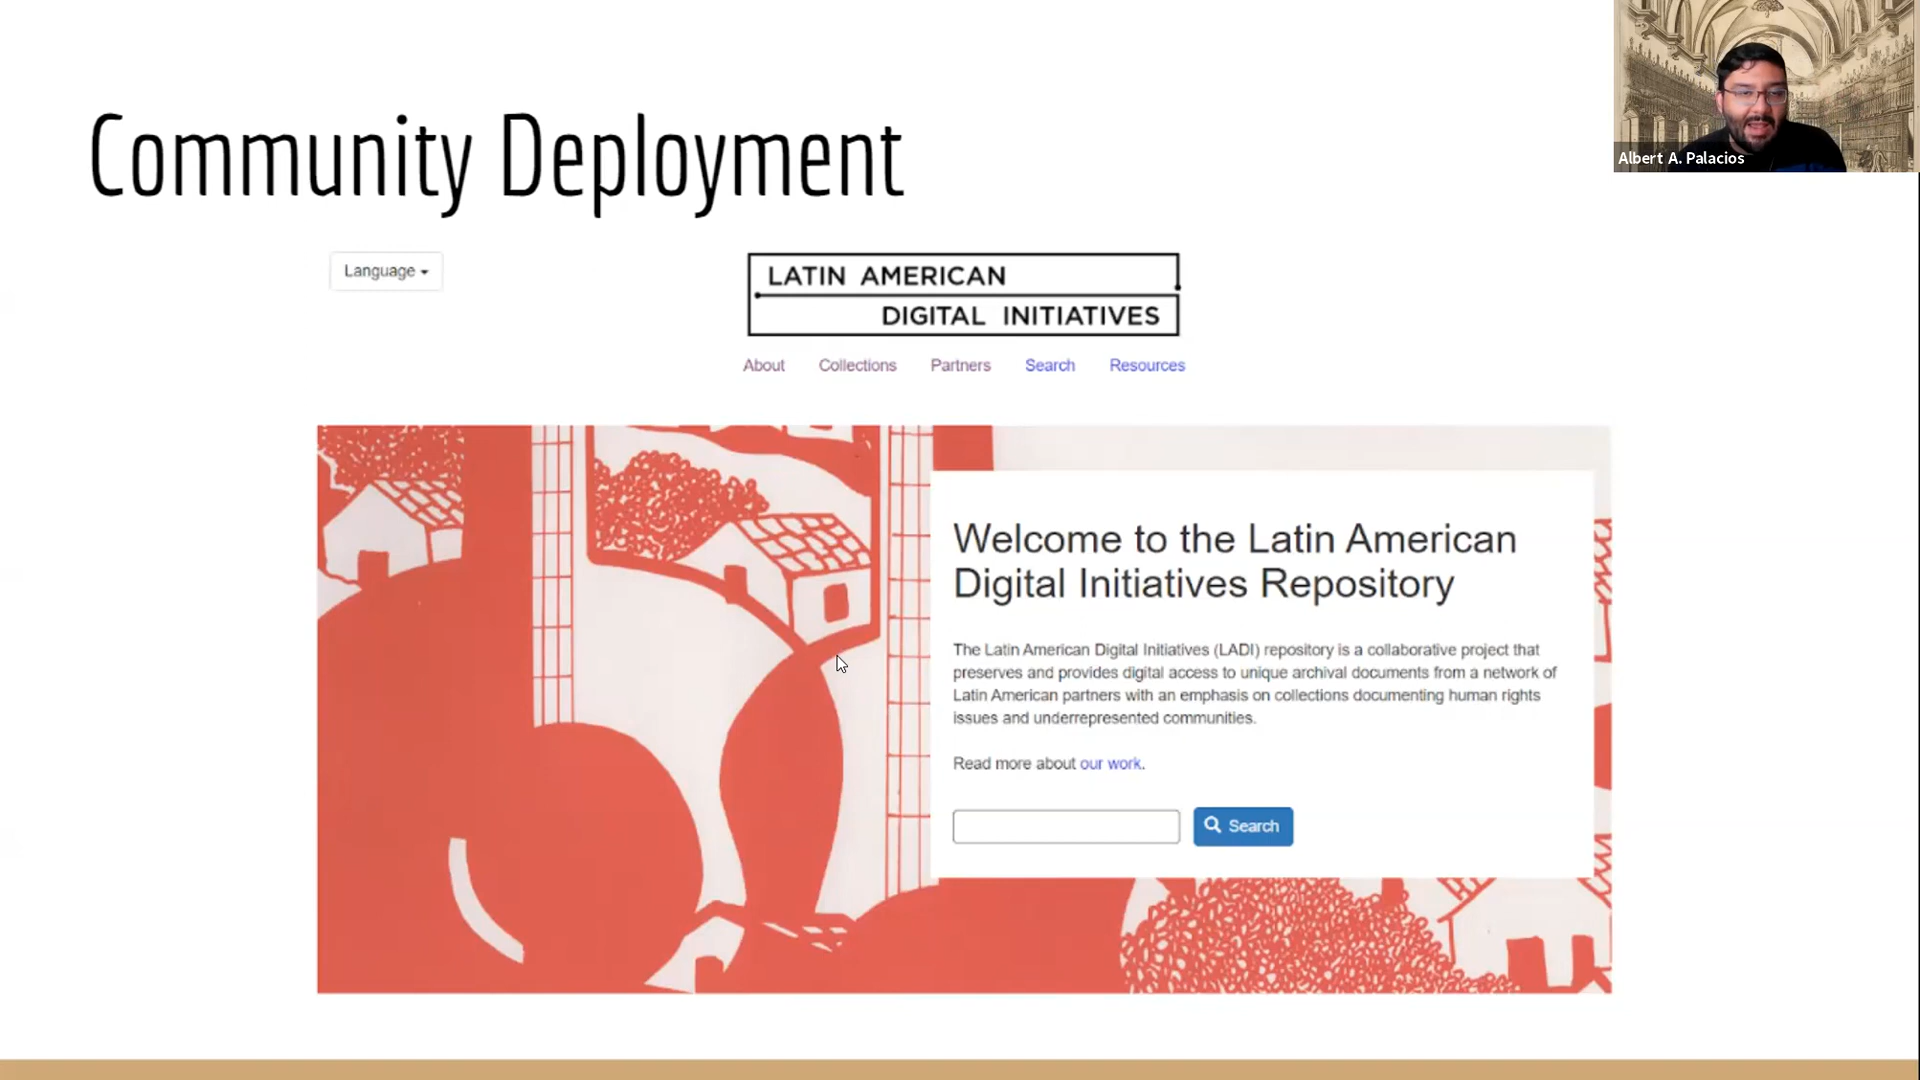 Community Deployment
Albert A. Palacios
Language
LATIN AMERICAN
DIGITAL INITIATIVES
About Collections Partners Search Resources
Welcome to the Latin American
Digital Initiatives Repository
The Latin American Digital Initiatives (LADI) repository is a collaborative project that
preserves and provides digital access to unique archival documents from a network of
Latin American partners with an emphasis on collections documenting human rights
issues and underrepresented communities.
Read more about our work.
Search